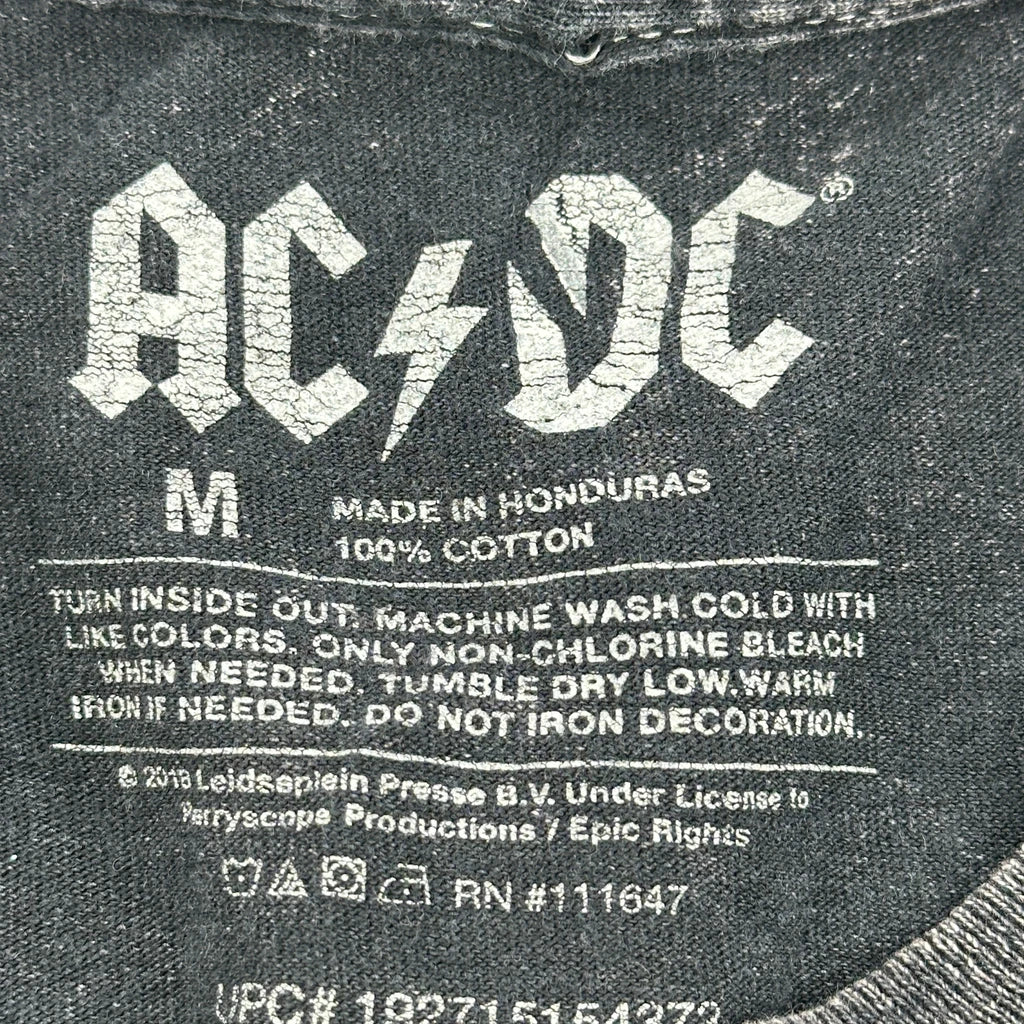 AC⚡DC®
M
MADE IN HONDURAS
100% COTTON
TURN INSIDE OUT. MACHINE WASH COLD WITH
LIKE COLORS. ONLY NON-CHLORINE BLEACH
WHEN NEEDED. TUMBLE DRY LOW. WARM
IRON IF NEEDED. DO NOT IRON DECORATION.
© 2018 Leidseplein Presse B.V. Under License to
Perryscope Productions / Epic Rights
RN #111647
UPC# 192715154373